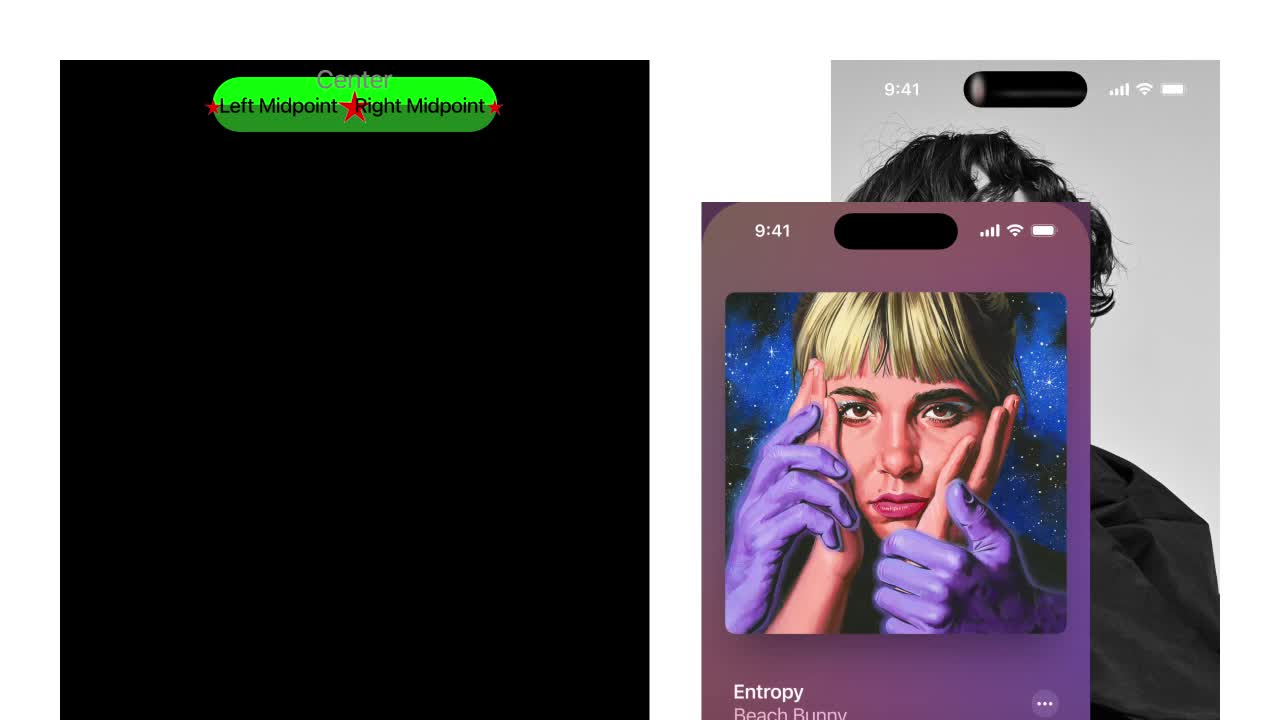 Center
Left Midpoint
Right Midpoint
9:41
9:41
Entropy
Beach Bunny